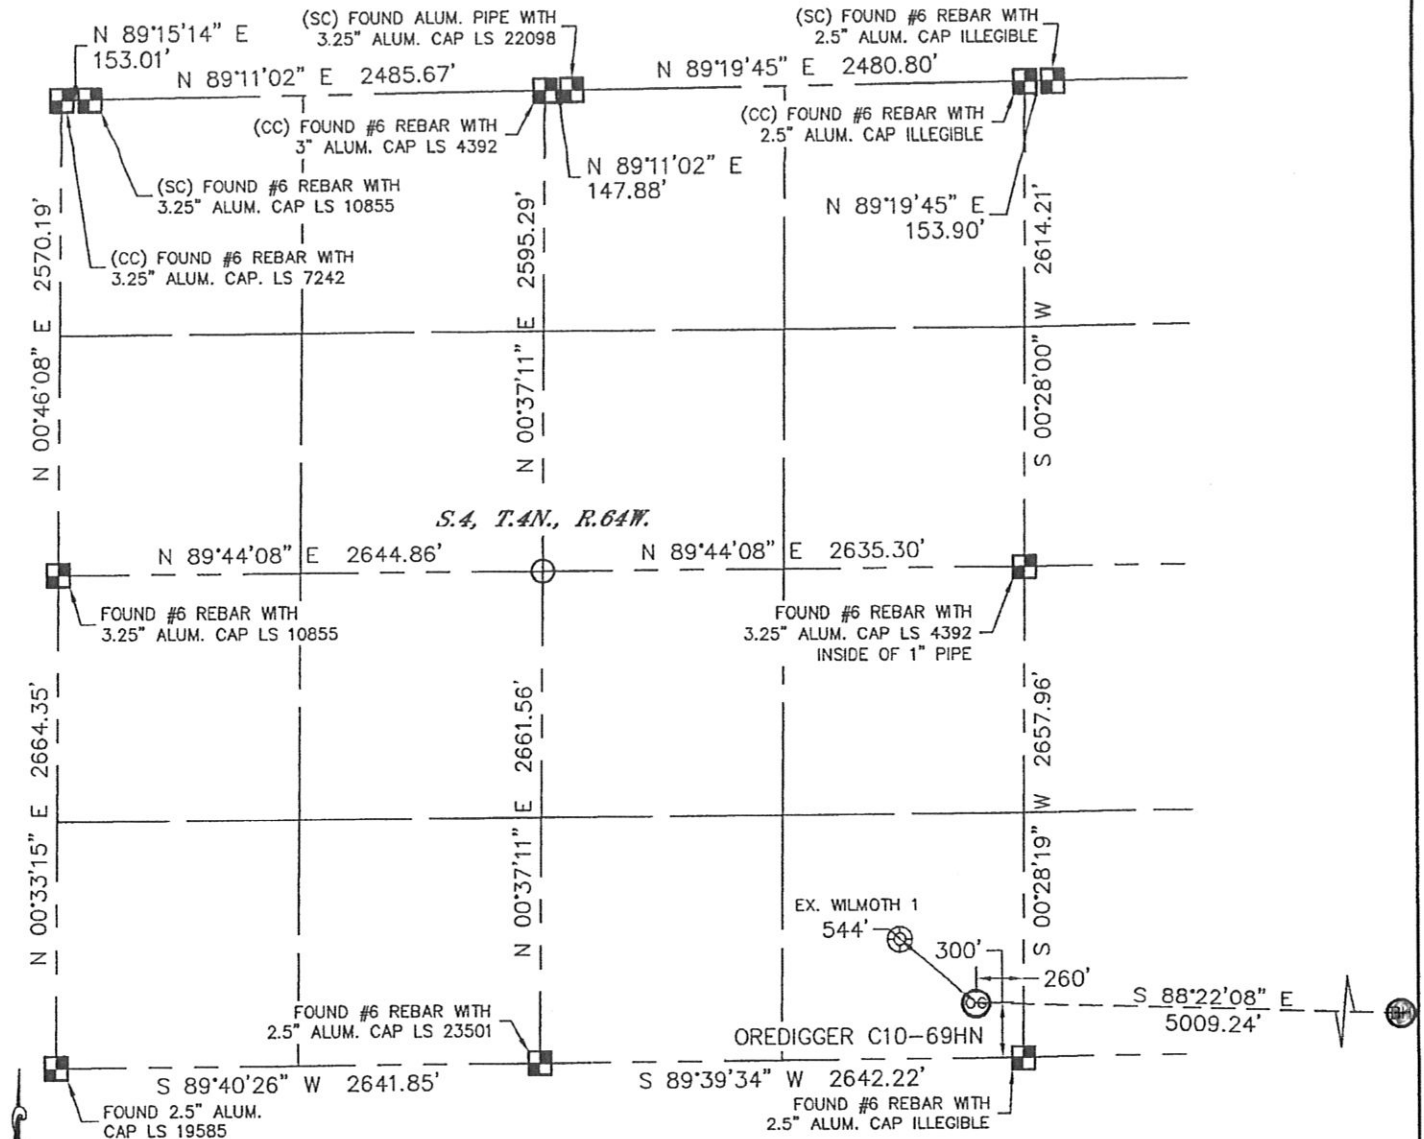 (SC) FOUND ALUM. PIPE WITH
3.25" ALUM. CAP LS 22098
(SC) FOUND #6 REBAR WITH
2.5" ALUM. CAP ILLEGIBLE
N 89°15'14" E
153.01'
N 89°11'02" E 2485.67'
N 89°19'45" E 2480.80'
(CC) FOUND #6 REBAR WITH
3" ALUM. CAP LS 4392
(CC) FOUND #6 REBAR WITH
2.5" ALUM. CAP ILLEGIBLE
N 89°11'02" E
147.88'
(SC) FOUND #6 REBAR WITH
3.25" ALUM. CAP LS 10855
N 89°19'45" E
153.90'
(CC) FOUND #6 REBAR WITH
3.25" ALUM. CAP. LS 7242
N 00°46'08" E 2570.19'
N 00°37'11" E 2595.29'
S 00°28'00" W 2614.21'
S.4, T.4N., R.64W.
N 89°44'08" E 2644.86'
N 89°44'08" E 2635.30'
FOUND #6 REBAR WITH
3.25" ALUM. CAP LS 10855
FOUND #6 REBAR WITH
3.25" ALUM. CAP LS 4392
INSIDE OF 1" PIPE
N 00°33'15" E 2664.35'
N 00°37'11" E 2661.56'
S 00°28'19" W 2657.96'
EX. WILMOTH 1
544'
300'
260'
OG
S 88°22'08" E
5009.24'
BH
FOUND #6 REBAR WITH
2.5" ALUM. CAP LS 23501
OREDIGGER C10-69HN
S 89°40'26" W 2641.85'
S 89°39'34" W 2642.22'
FOUND 2.5" ALUM.
CAP LS 19585
FOUND #6 REBAR WITH
2.5" ALUM. CAP ILLEGIBLE